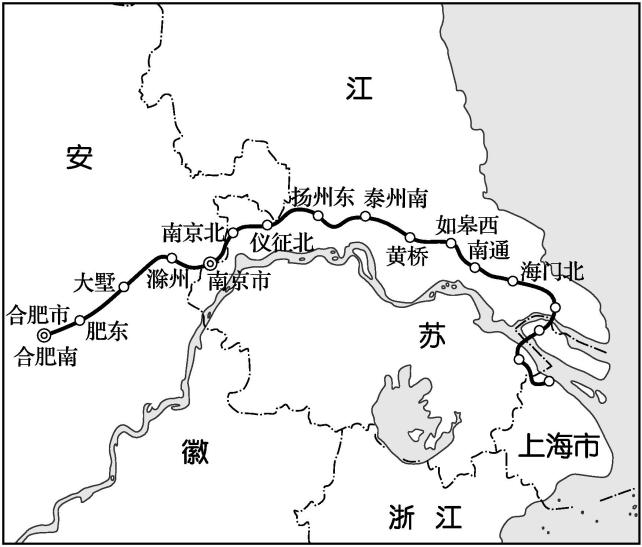 江
安
扬州东
泰州南
南京北
仪征北
如皋西
黄桥
南通
海门北
大墅
滁州
南京市
合肥市
肥东
合肥南
苏
徽
上海市
浙江